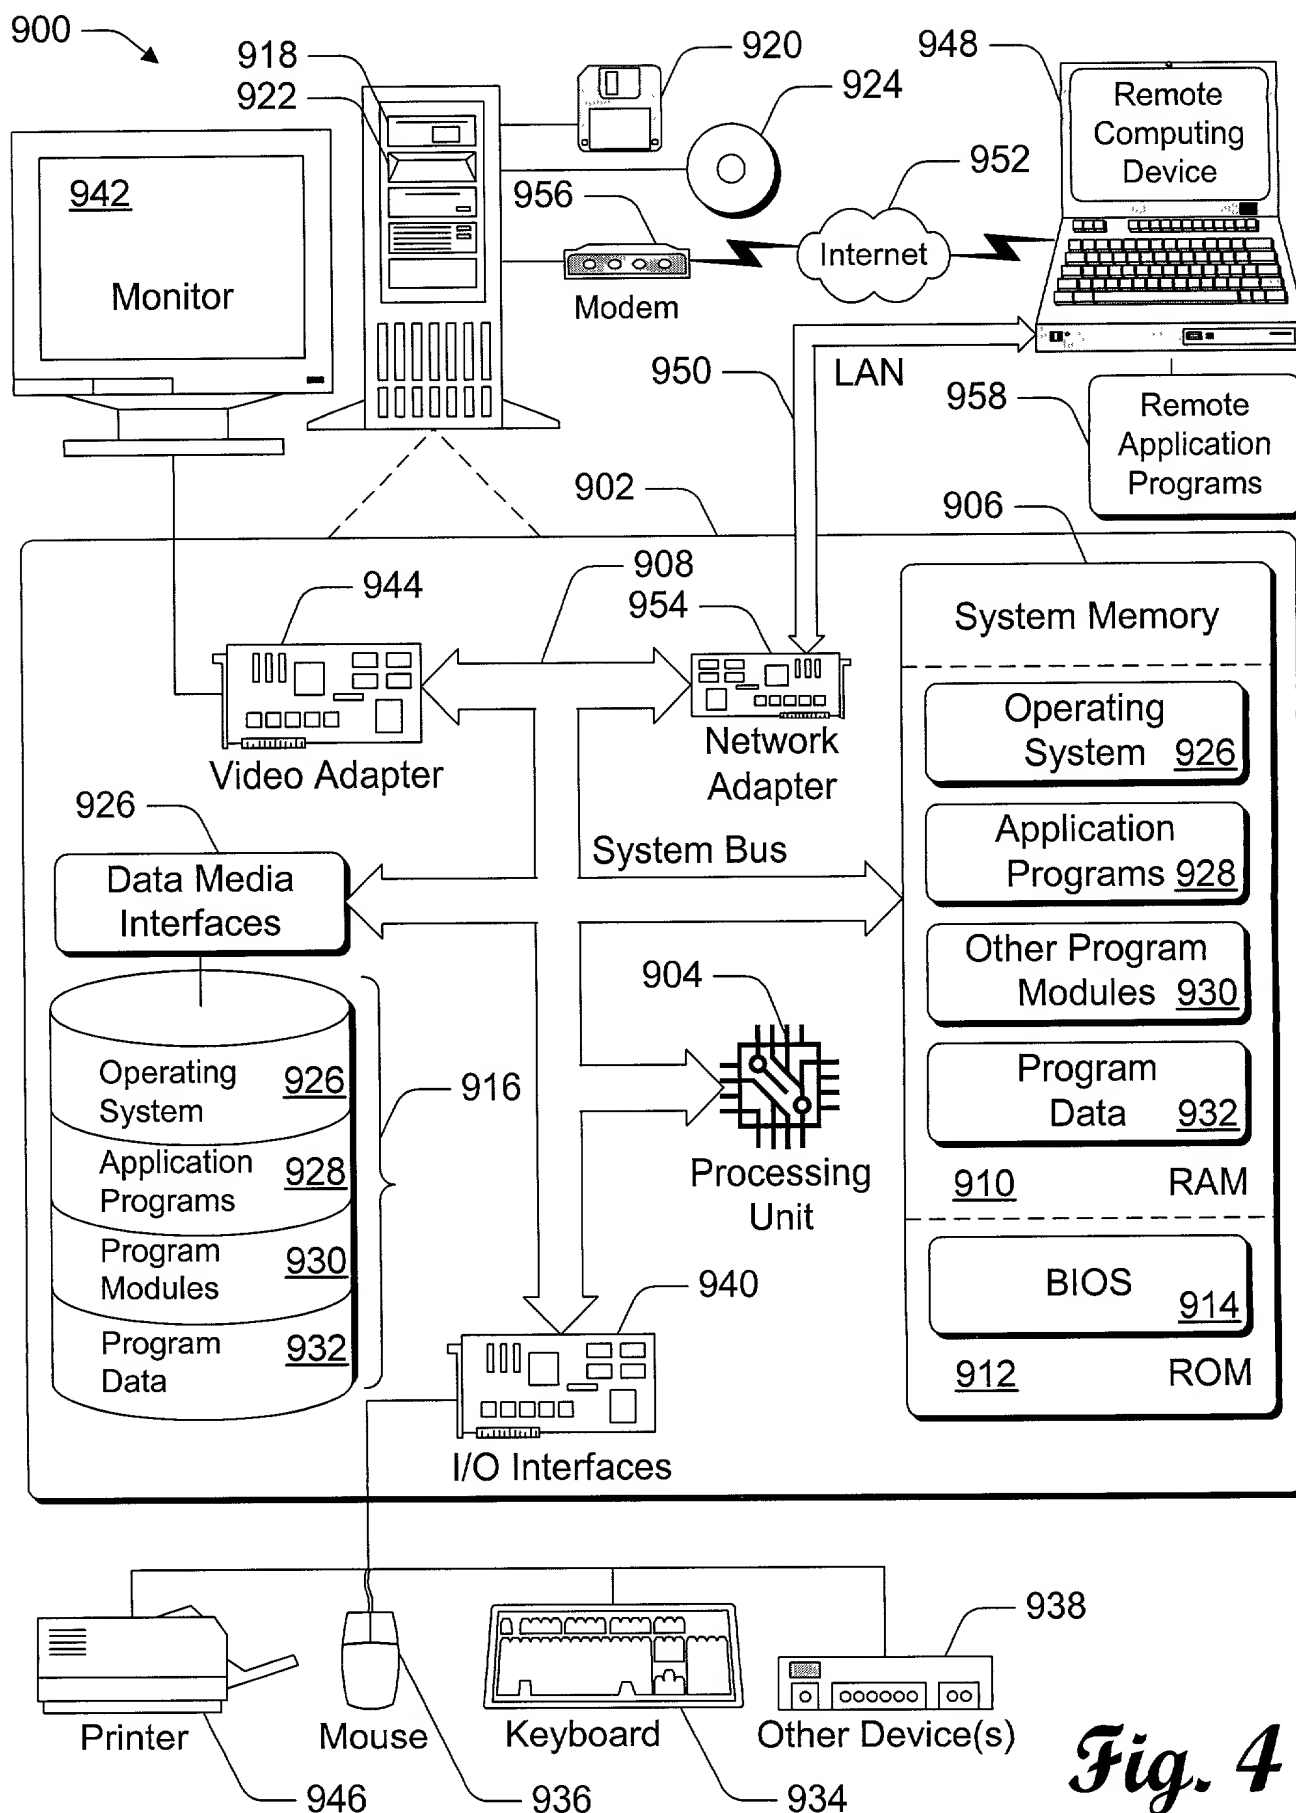 900
918
922
920
924
948
Remote
Computing
Device
942
Monitor
956
Modem
952
Internet
950
LAN
958
Remote
Application
Programs
902
906
944
908
954
System Memory
Video Adapter
Network
Adapter
Operating
System 926
Application
Programs 928
Other Program
Modules 930
Program
Data 932
910 RAM
BIOS
914
912 ROM
926
Data Media
Interfaces
System Bus
904
Processing
Unit
Operating
System 926
Application
Programs 928
Program
Modules 930
Program
Data 932
916
940
I/O Interfaces
938
Printer
Mouse
Keyboard
Other Device(s)
946
936
934
Fig. 4